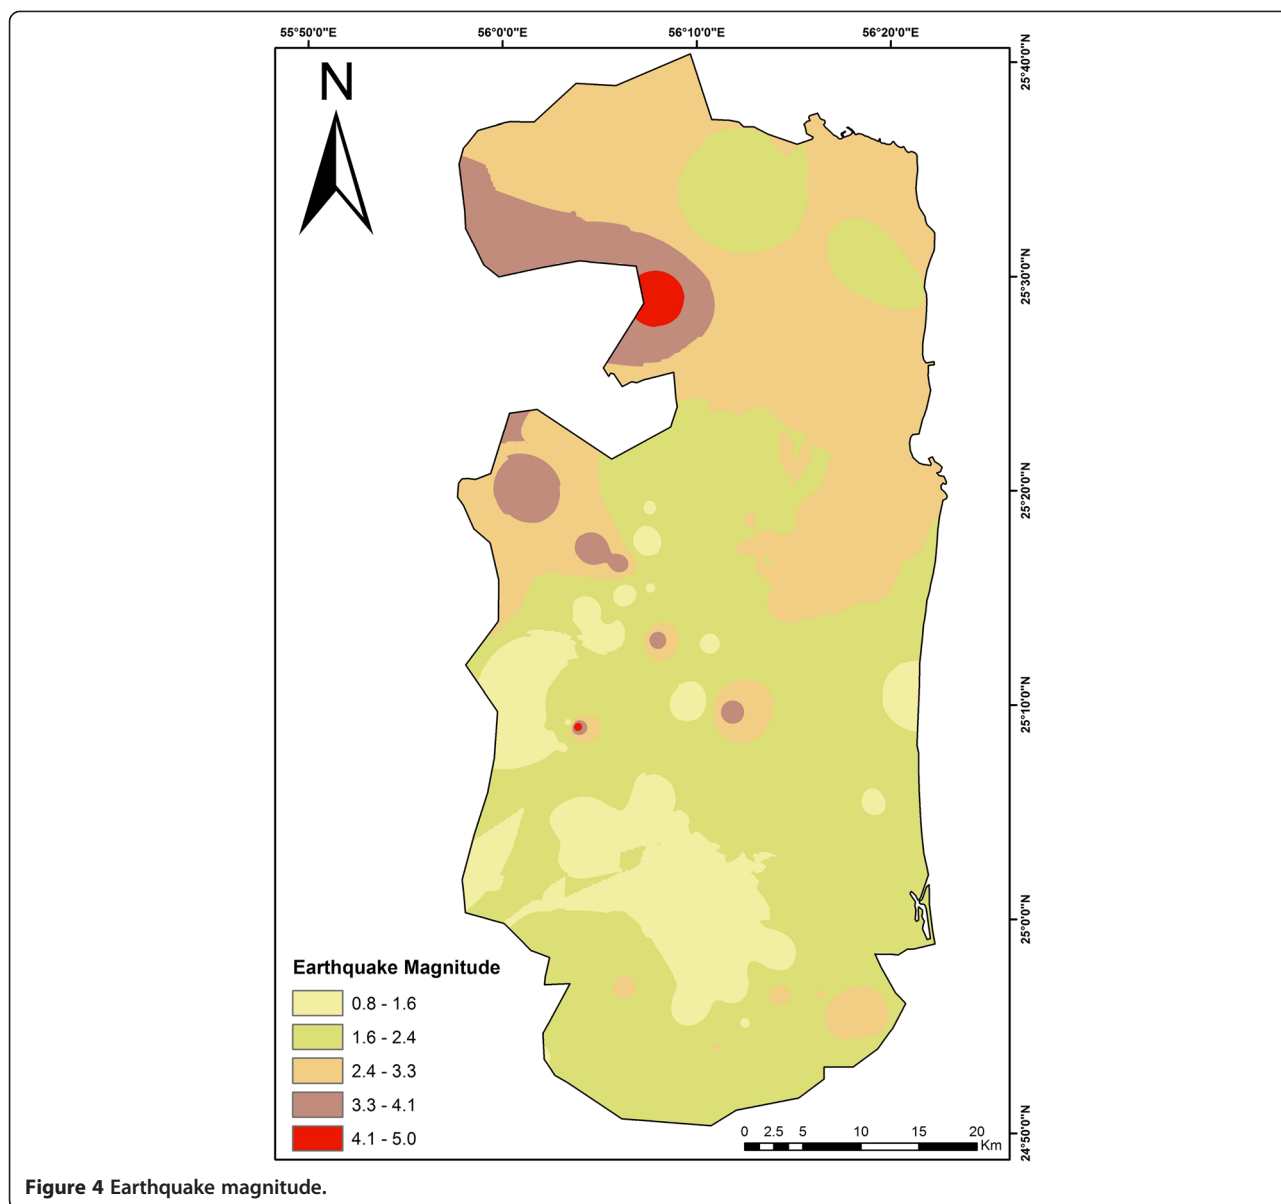 55°50'0"E 56°0'0"E 56°10'0"E 56°20'0"E
N
25°40'0"N
25°30'0"N
25°20'0"N
25°10'0"N
25°0'0"N
24°50'0"N
Earthquake Magnitude
0.8 - 1.6
1.6 - 2.4
2.4 - 3.3
3.3 - 4.1
4.1 - 5.0
0 2.5 5 10 15 20
Km
Figure 4 Earthquake magnitude.